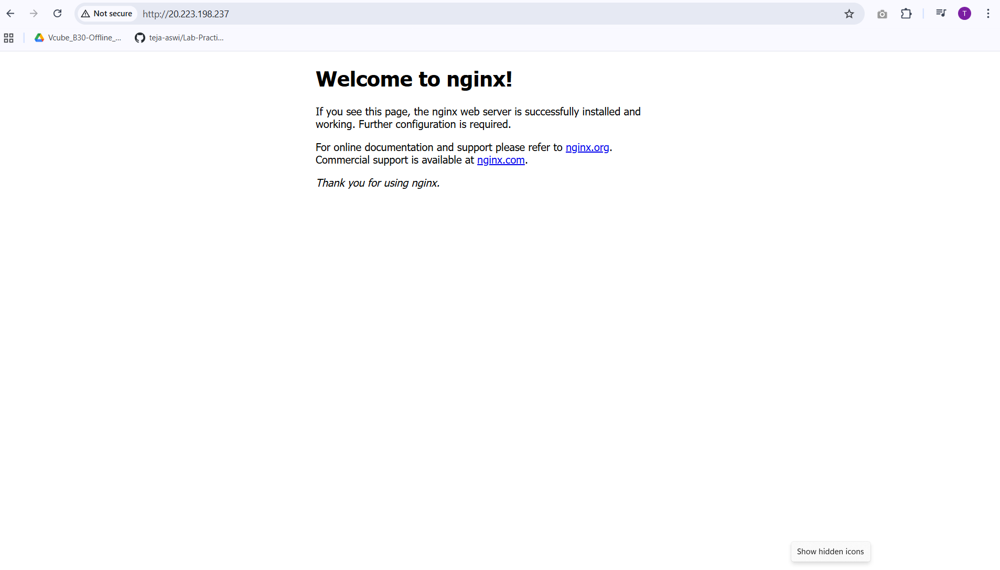 Not secure
http://20.223.198.237
T
Vcube_B30-Offline_...
teja-aswi/Lab-Practi...
Welcome to nginx!
If you see this page, the nginx web server is successfully installed and
working. Further configuration is required.
For online documentation and support please refer to nginx.org.
Commercial support is available at nginx.com.
Thank you for using nginx.
Show hidden icons